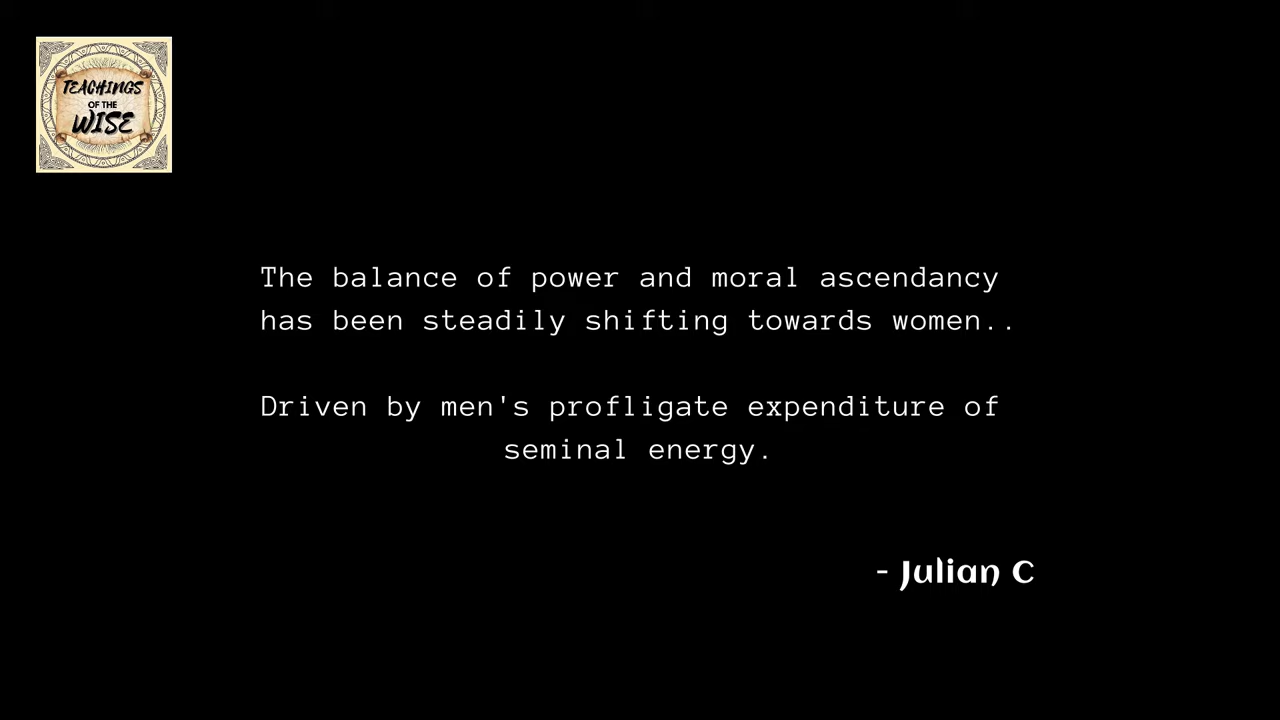 TEACHINGS
OF THE
WISE
The balance of power and moral ascendancy
has been steadily shifting towards women..
Driven by men's profligate expenditure of
seminal energy.
- Julian C